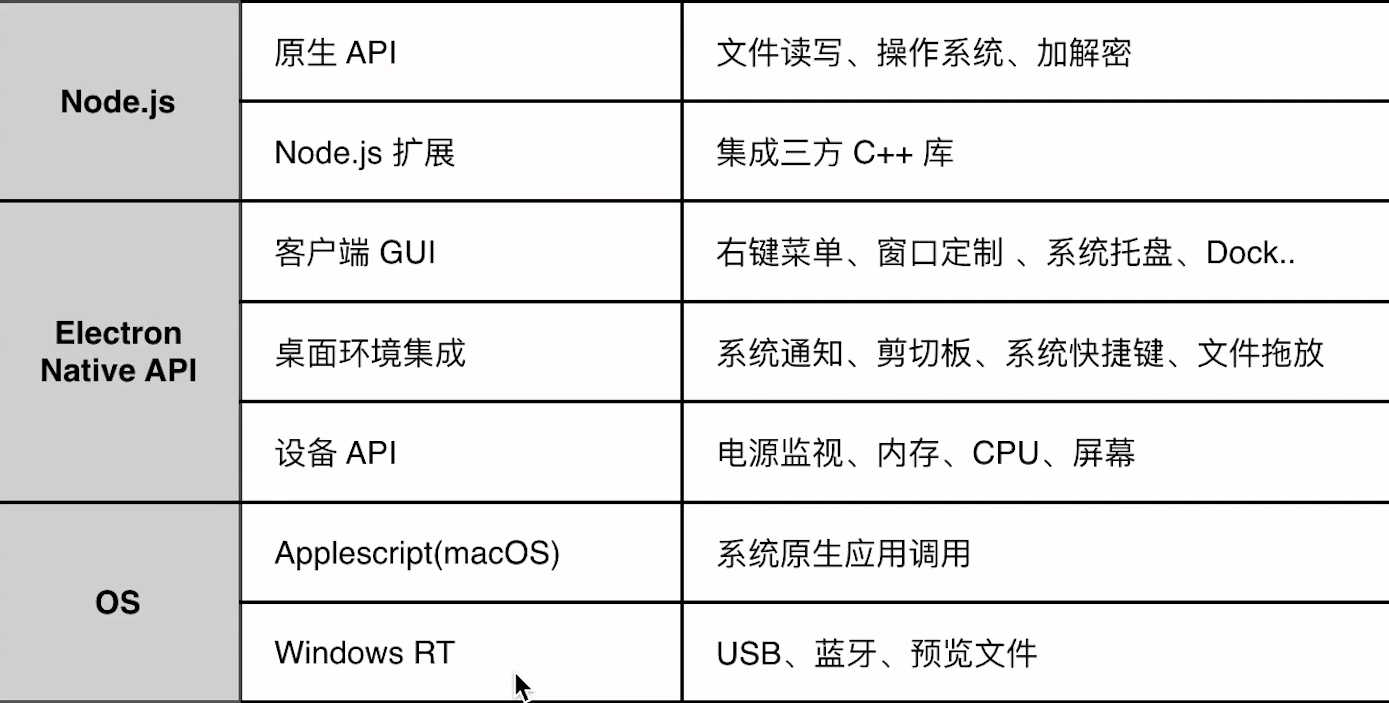 Node.js
原生 API
文件读写、操作系统、加解密
Node.js 扩展
集成三方 C++ 库
Electron
Native API
客户端 GUI
右键菜单、窗口定制 、系统托盘、Dock..
桌面环境集成
系统通知、剪切板、系统快捷键、文件拖放
设备 API
电源监视、内存、CPU、屏幕
OS
Applescript(macOS)
系统原生应用调用
Windows RT
USB、蓝牙、预览文件